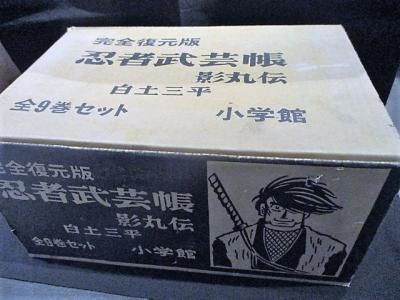 完全復元版
忍者武芸帳
影丸伝
白土三平
全9巻セット 小学館
完全復元版
忍者武芸帳
影丸伝
白土三平
全9巻セット 小学館